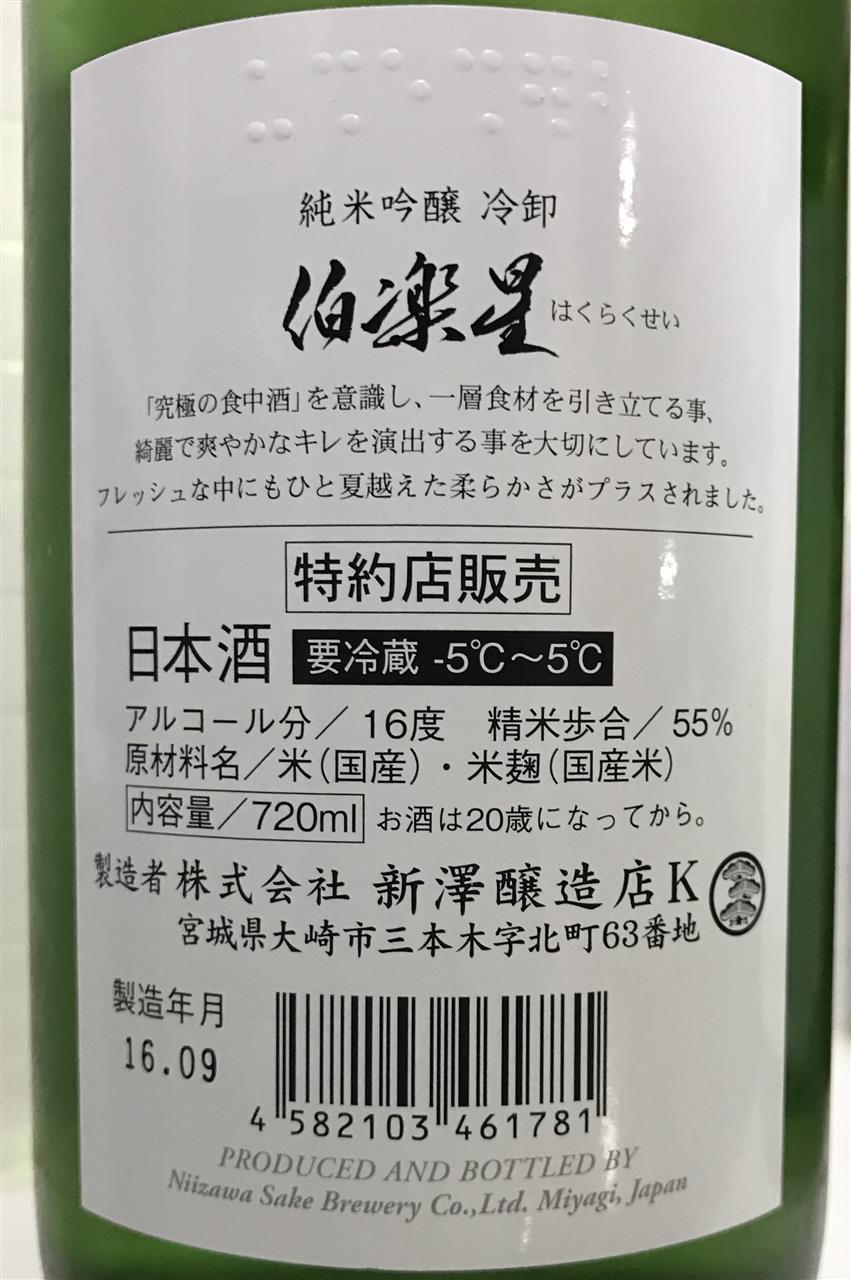 純米吟醸 冷卸
伯楽星 はくらくせい
「究極の食中酒」を意識し、一層食材を引き立てる事、
綺麗で爽やかなキレを演出する事を大切にしています。
フレッシュな中にもひと夏越えた柔らかさがプラスされました。
特約店販売
日本酒 要冷蔵 -5℃～5℃
アルコール分／16度 精米歩合／55%
原材料名／米(国産)・米麹(国産米)
内容量／720ml お酒は20歳になってから。
製造者 株式会社 新澤醸造店K
宮城県大崎市三本木字北町63番地
製造年月
16.09
4 582103 461781
PRODUCED AND BOTTLED BY
Niizawa Sake Brewery Co.,Ltd. Miyagi, Japan